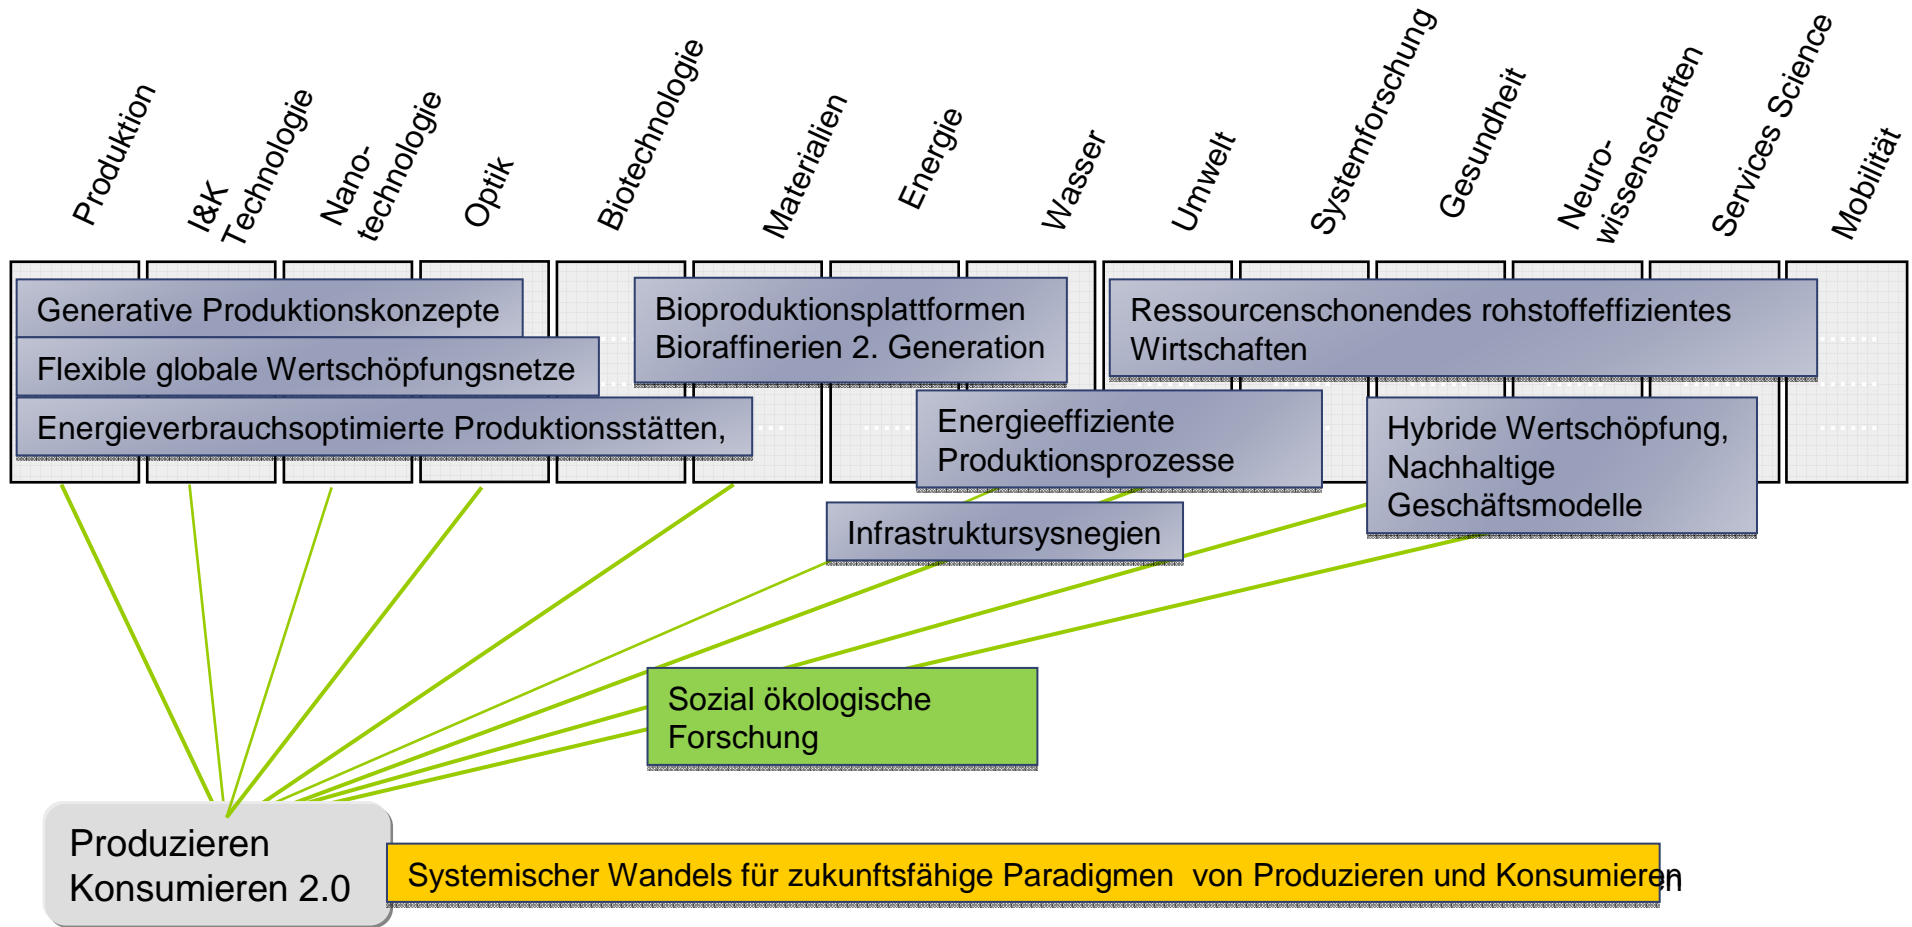 Produktion
I&K
Technologie
Nano-
technologie
Optik
Biotechnologie
Materialien
Energie
Wasser
Umwelt
Systemforschung
Gesundheit
Neuro-
wissenschaften
Services Science
Mobilität
Generative Produktionskonzepte
Flexible globale Wertschöpfungsnetze
Energieverbrauchsoptimierte Produktionsstätten,
Bioproduktionsplattformen
Bioraffinerien 2. Generation
Ressourcenschonendes rohstoffeffizientes
Wirtschaften
Energieeffiziente
Produktionsprozesse
Hybride Wertschöpfung,
Nachhaltige
Geschäftsmodelle
Infrastruktursysnegien
Sozial ökologische
Forschung
Produzieren
Konsumieren 2.0
Systemischer Wandels für zukunftsfähige Paradigmen von Produzieren und Konsumieren